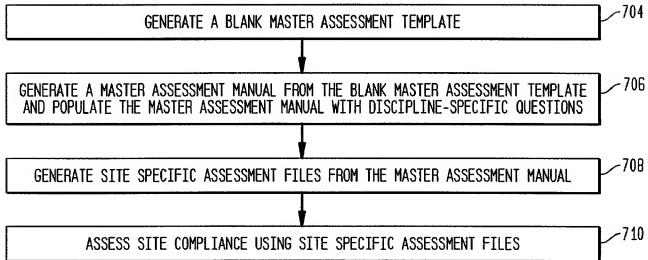 GENERATE A BLANK MASTER ASSESSMENT TEMPLATE
704
GENERATE A MASTER ASSESSMENT MANUAL FROM THE BLANK MASTER ASSESSMENT TEMPLATE
AND POPULATE THE MASTER ASSESSMENT MANUAL WITH DISCIPLINE-SPECIFIC QUESTIONS
706
GENERATE SITE SPECIFIC ASSESSMENT FILES FROM THE MASTER ASSESSMENT MANUAL
708
ASSESS SITE COMPLIANCE USING SITE SPECIFIC ASSESSMENT FILES
710